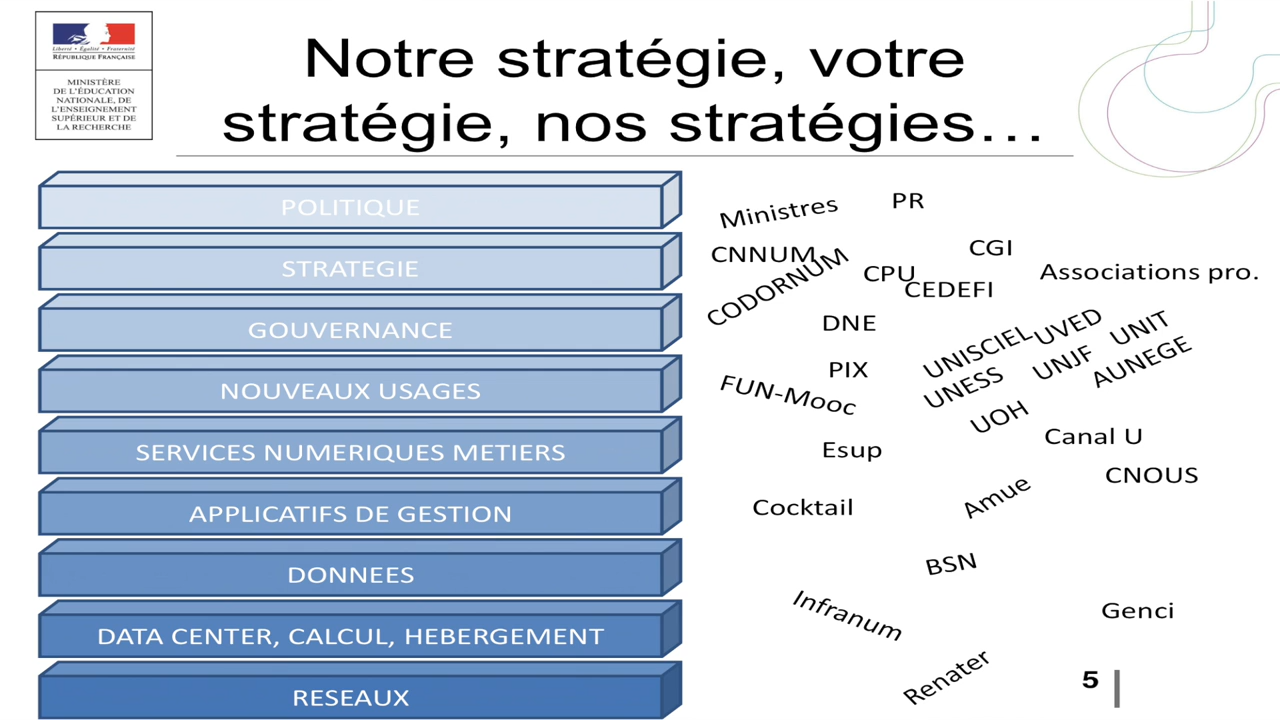 Liberté • Égalité • Fraternité
RÉPUBLIQUE FRANÇAISE
MINISTÈRE
DE L'ÉDUCATION
NATIONALE, DE
L'ENSEIGNEMENT
SUPÉRIEUR ET DE
LA RECHERCHE
Notre stratégie, votre
stratégie, nos stratégies…
POLITIQUE
STRATEGIE
GOUVERNANCE
NOUVEAUX USAGES
SERVICES NUMERIQUES METIERS
APPLICATIFS DE GESTION
DONNEES
DATA CENTER, CALCUL, HEBERGEMENT
RESEAUX
Ministres
PR
CNNUM
CGI
CODORNUM
CPU
CEDEFI
Associations pro.
DNE
UNISCIEL
UVED
UNIT
PIX
UNESS
UNJF
AUNEGE
FUN-Mooc
UOH
Canal U
Esup
CNOUS
Cocktail
Amue
BSN
Infranum
Genci
Renater
5